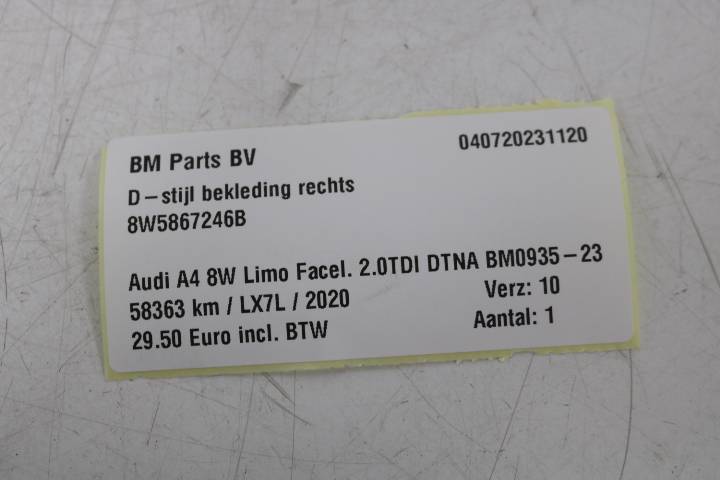 BM Parts BV 040720231120
D-stijl bekleding rechts
8W5867246B
Audi A4 8W Limo Facel. 2.0TDI DTNA BM0935-23
58363 km / LX7L / 2020 Verz: 10
29.50 Euro incl. BTW Aantal: 1